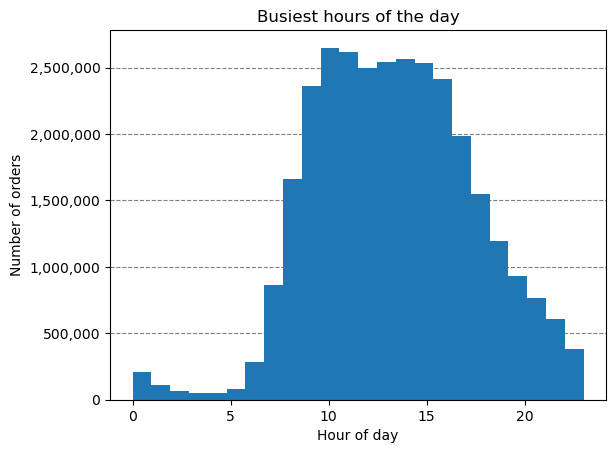 Busiest hours of the day
2,500,000
2,000,000
1,500,000
1,000,000
500,000
0
Number of orders
0 5 10 15 20
Hour of day